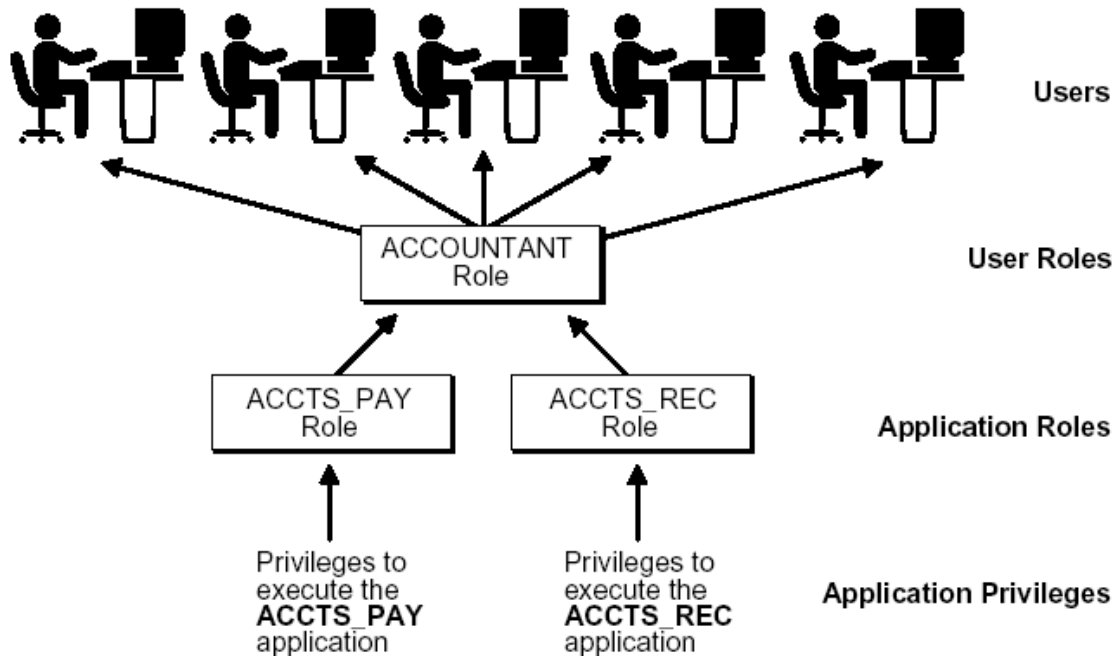 Users
ACCOUNTANT
Role
User Roles
ACCTS_PAY
Role
ACCTS_REC
Role
Application Roles
Privileges to
execute the
ACCTS_PAY
application
Privileges to
execute the
ACCTS_REC
application
Application Privileges